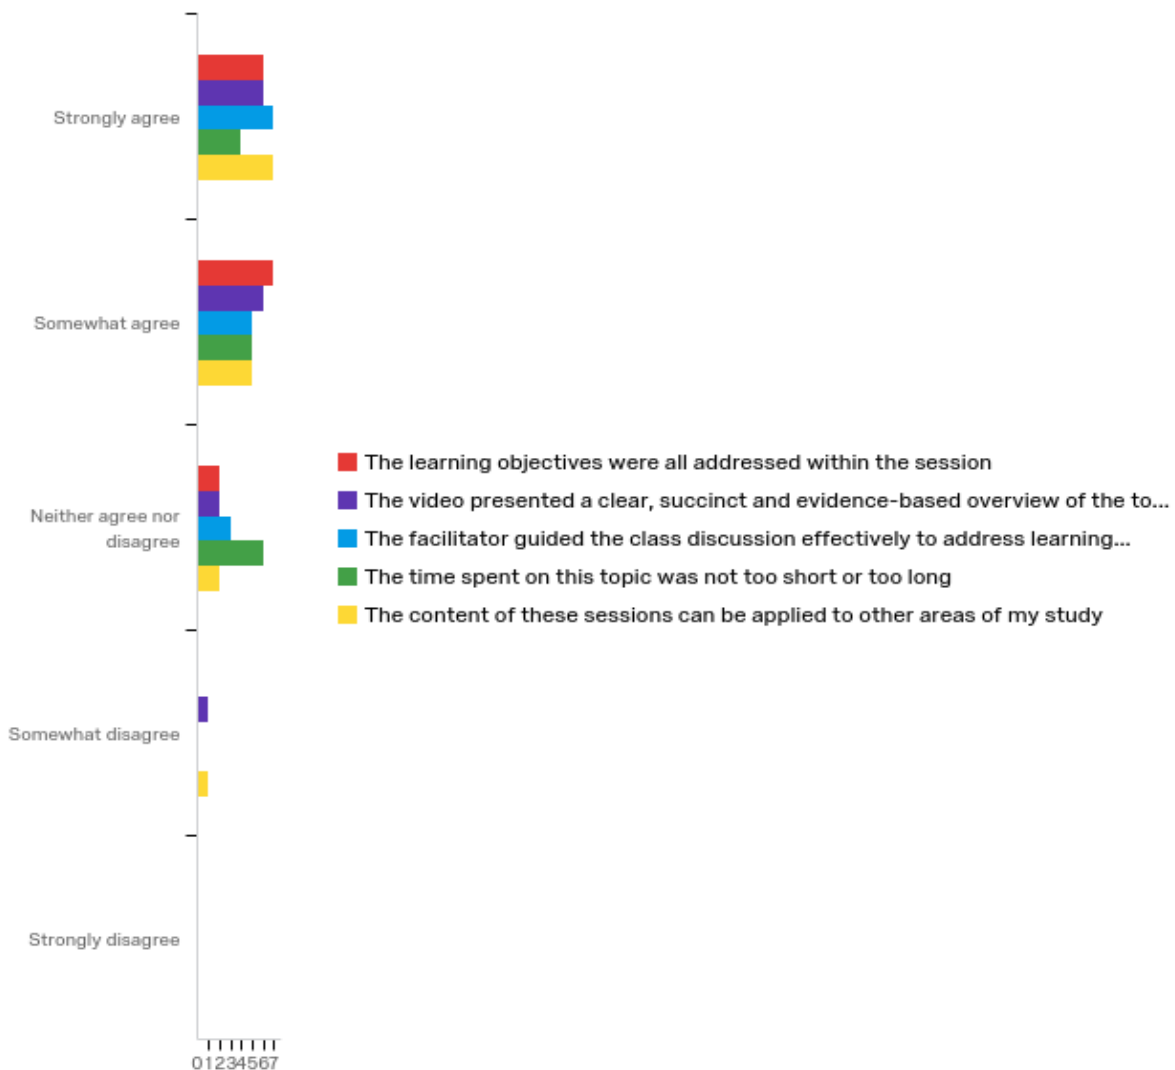 Strongly agree
Somewhat agree
Neither agree nor
disagree
Somewhat disagree
Strongly disagree
01234567
The learning objectives were all addressed within the session
The video presented a clear, succinct and evidence-based overview of the to...
The facilitator guided the class discussion effectively to address learning...
The time spent on this topic was not too short or too long
The content of these sessions can be applied to other areas of my study